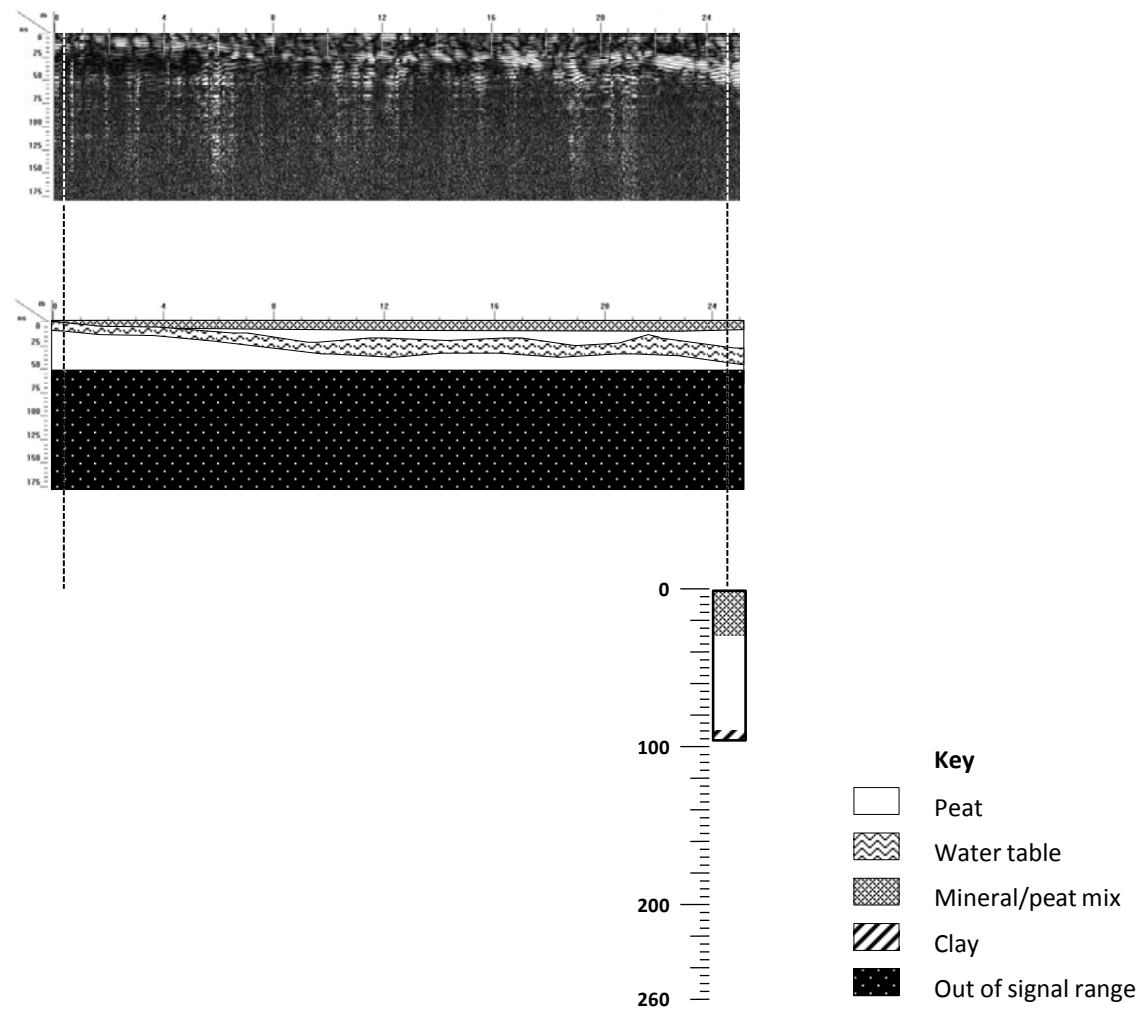 m 0 4 8 12 16 20 24
ns
0
25
50
75
100
125
150
175
m 0 4 8 12 16 20 24
ns
0
25
50
75
100
125
150
175
0
100
200
260
Key
Peat
Water table
Mineral/peat mix
Clay
Out of signal range